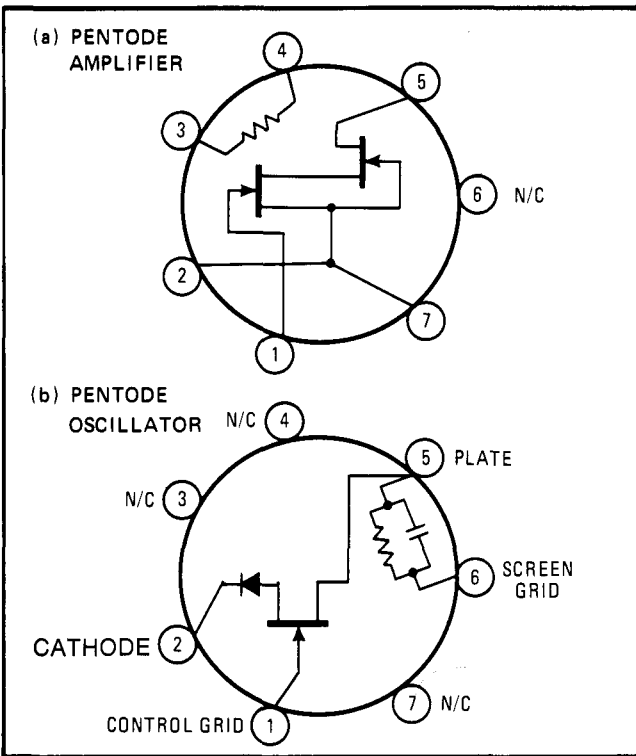 (a) PENTODE
AMPLIFIER
4
5
3
6 N/C
2
7
1
(b) PENTODE
OSCILLATOR
N/C 4
5 PLATE
N/C 3
6 SCREEN
GRID
CATHODE 2
7 N/C
CONTROL GRID 1